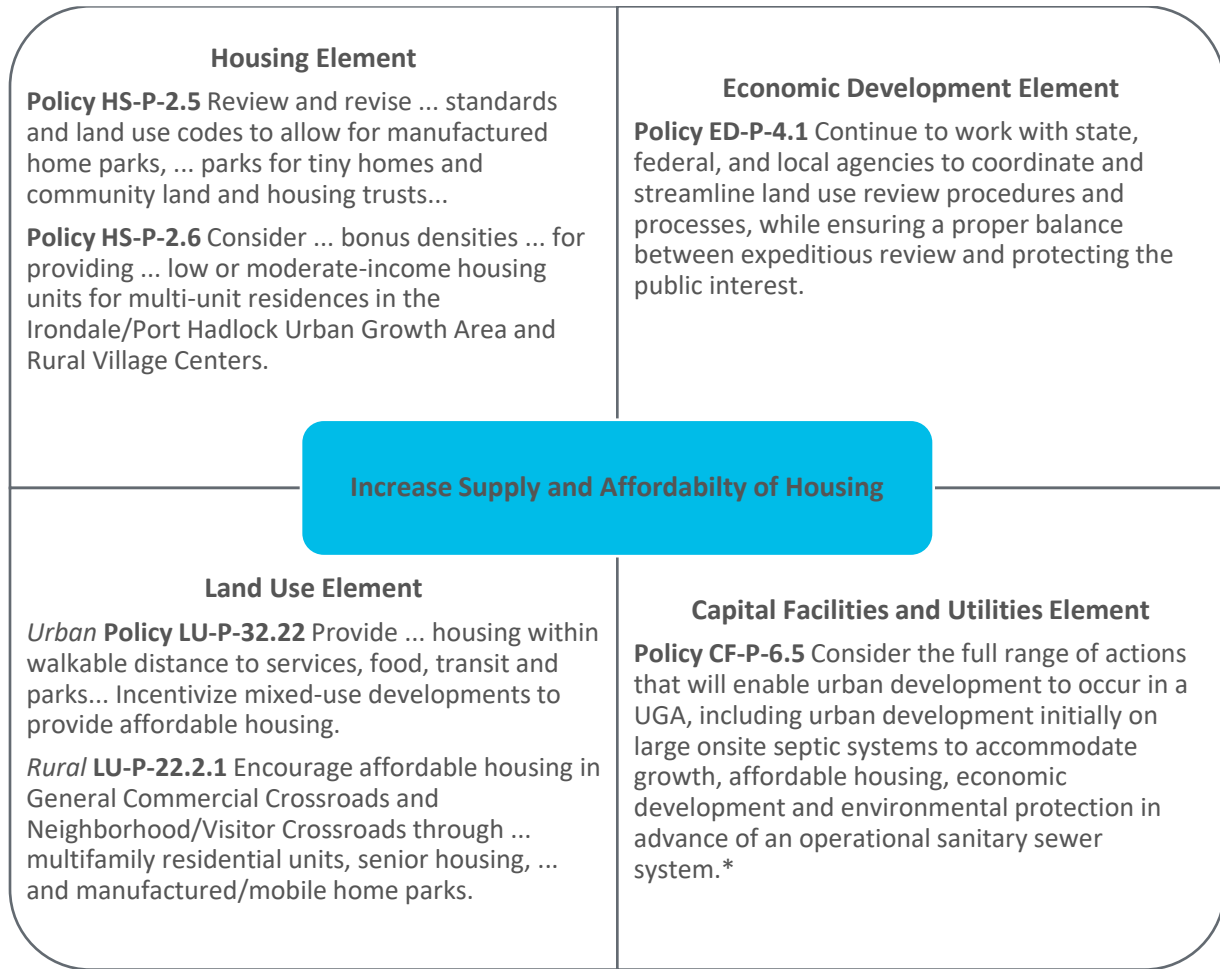 Housing Element
Policy HS-P-2.5 Review and revise ... standards
and land use codes to allow for manufactured
home parks, ... parks for tiny homes and
community land and housing trusts...
Policy HS-P-2.6 Consider ... bonus densities ... for
providing ... low or moderate-income housing
units for multi-unit residences in the
Irondale/Port Hadlock Urban Growth Area and
Rural Village Centers.
Economic Development Element
Policy ED-P-4.1 Continue to work with state,
federal, and local agencies to coordinate and
streamline land use review procedures and
processes, while ensuring a proper balance
between expeditious review and protecting the
public interest.
Increase Supply and Affordabilty of Housing
Land Use Element
Urban Policy LU-P-32.22 Provide ... housing within
walkable distance to services, food, transit and
parks... Incentivize mixed-use developments to
provide affordable housing.
Rural LU-P-22.2.1 Encourage affordable housing in
General Commercial Crossroads and
Neighborhood/Visitor Crossroads through ...
multifamily residential units, senior housing, ...
and manufactured/mobile home parks.
Capital Facilities and Utilities Element
Policy CF-P-6.5 Consider the full range of actions
that will enable urban development to occur in a
UGA, including urban development initially on
large onsite septic systems to accommodate
growth, affordable housing, economic
development and environmental protection in
advance of an operational sanitary sewer
system.*